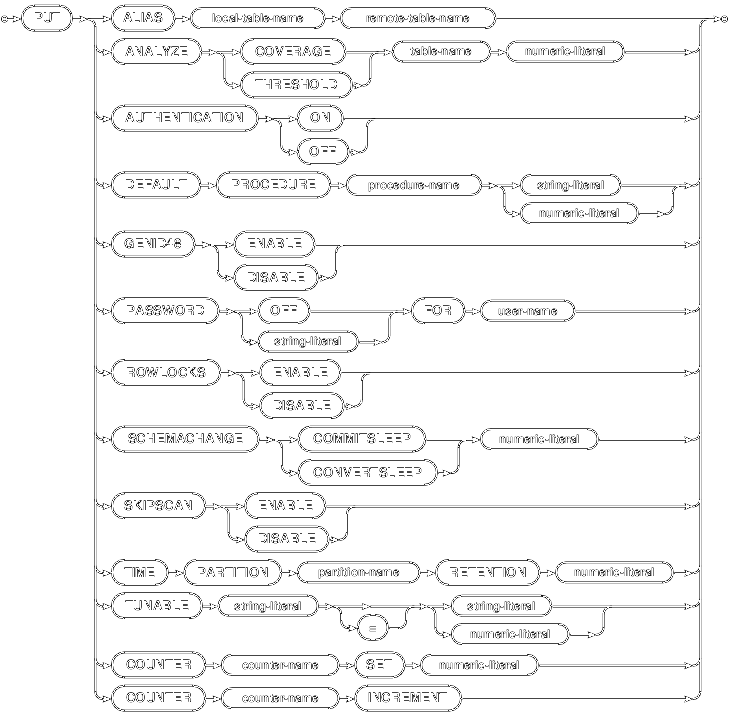 PUT ALIAS local-table-name remote-table-name
ANALYZE COVERAGE table-name numeric-literal
THRESHOLD
AUTHENTICATION ON
OFF
DEFAULT PROCEDURE procedure-name string-literal
numeric-literal
GENID48 ENABLE
DISABLE
PASSWORD OFF FOR user-name
string-literal
ROWLOCKS ENABLE
DISABLE
SCHEMACHANGE COMMITSLEEP numeric-literal
CONVERTSLEEP
SKIPSCAN ENABLE
DISABLE
TIME PARTITION partition-name RETENTION numeric-literal
TUNABLE string-literal string-literal
= numeric-literal
COUNTER counter-name SET numeric-literal
COUNTER counter-name INCREMENT